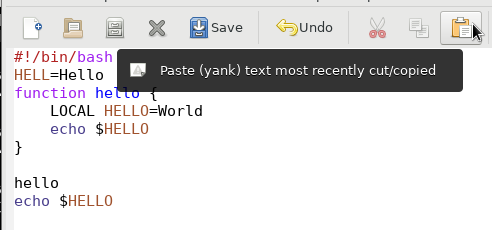 Save Undo
#!/bin/bash
Paste (yank) text most recently cut/copied
HELL=Hello
function hello {
    LOCAL HELLO=World
    echo $HELLO
}
hello
echo $HELLO